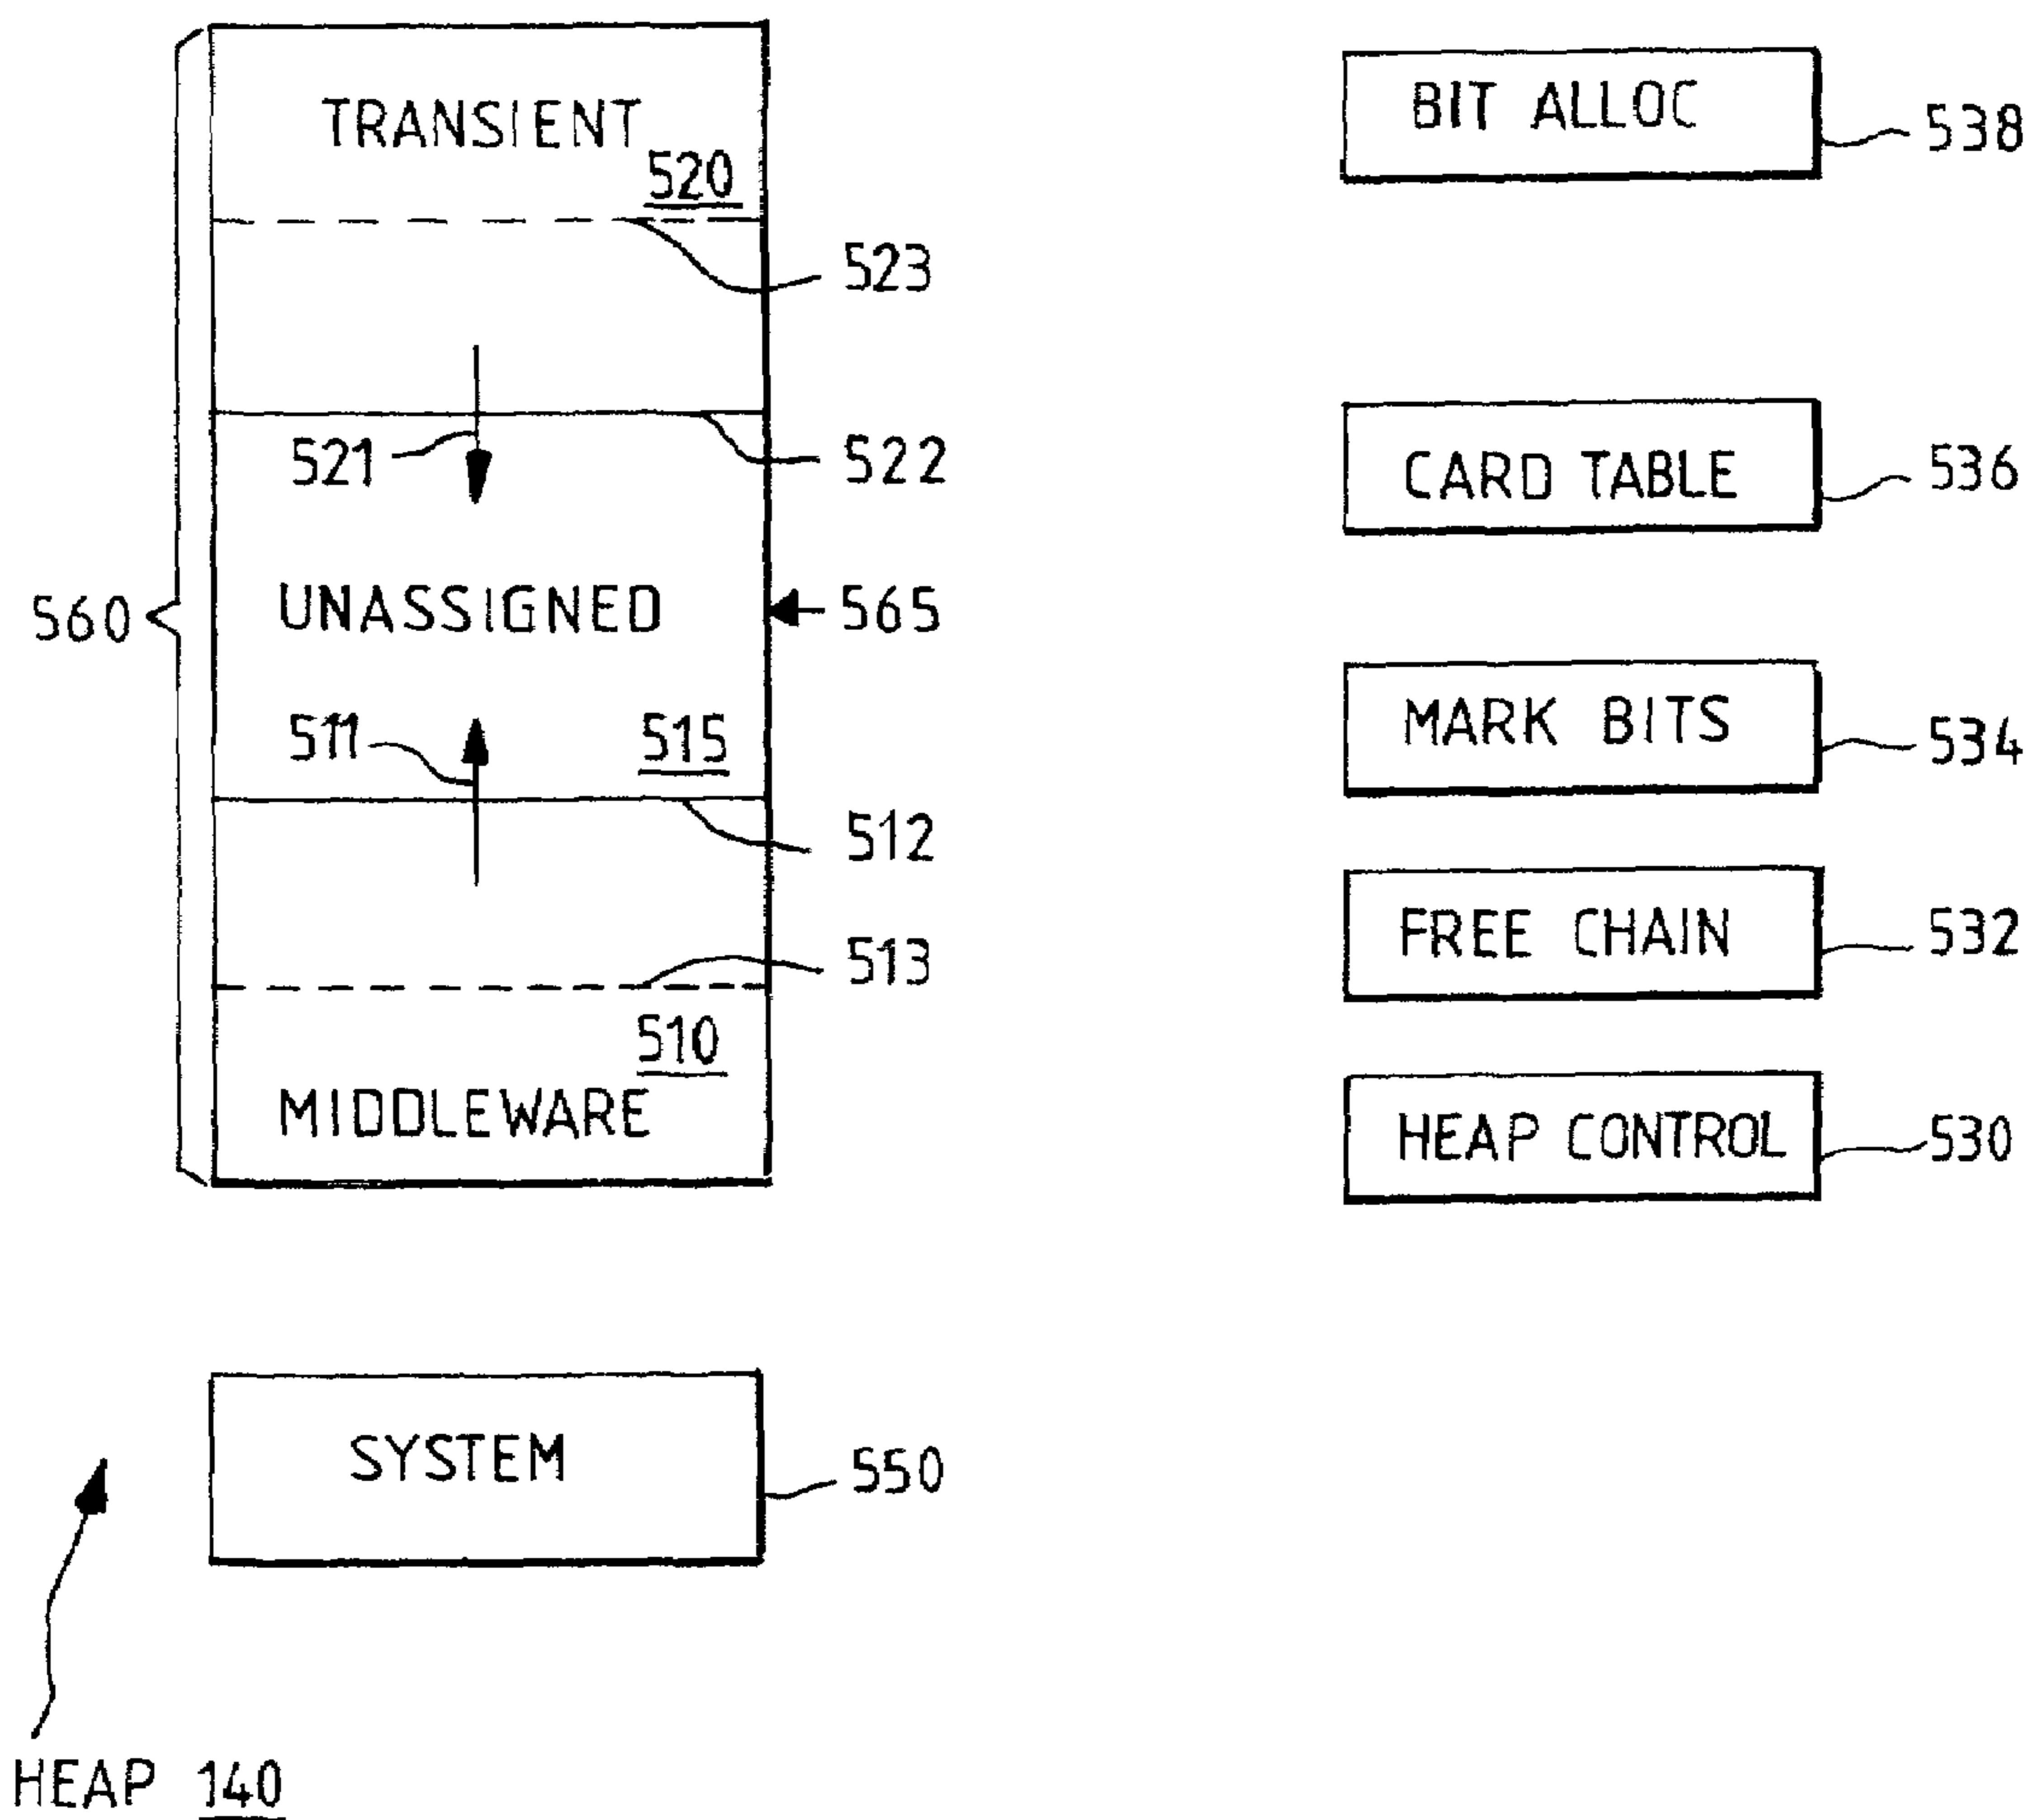 TRANSIENT
520
523
521
522
560
UNASSIGNED
565
511
515
512
513
510
MIDDLEWARE
SYSTEM
550
HEAP 140
BIT ALLOC
538
CARD TABLE
536
MARK BITS
534
FREE CHAIN
532
HEAP CONTROL
530